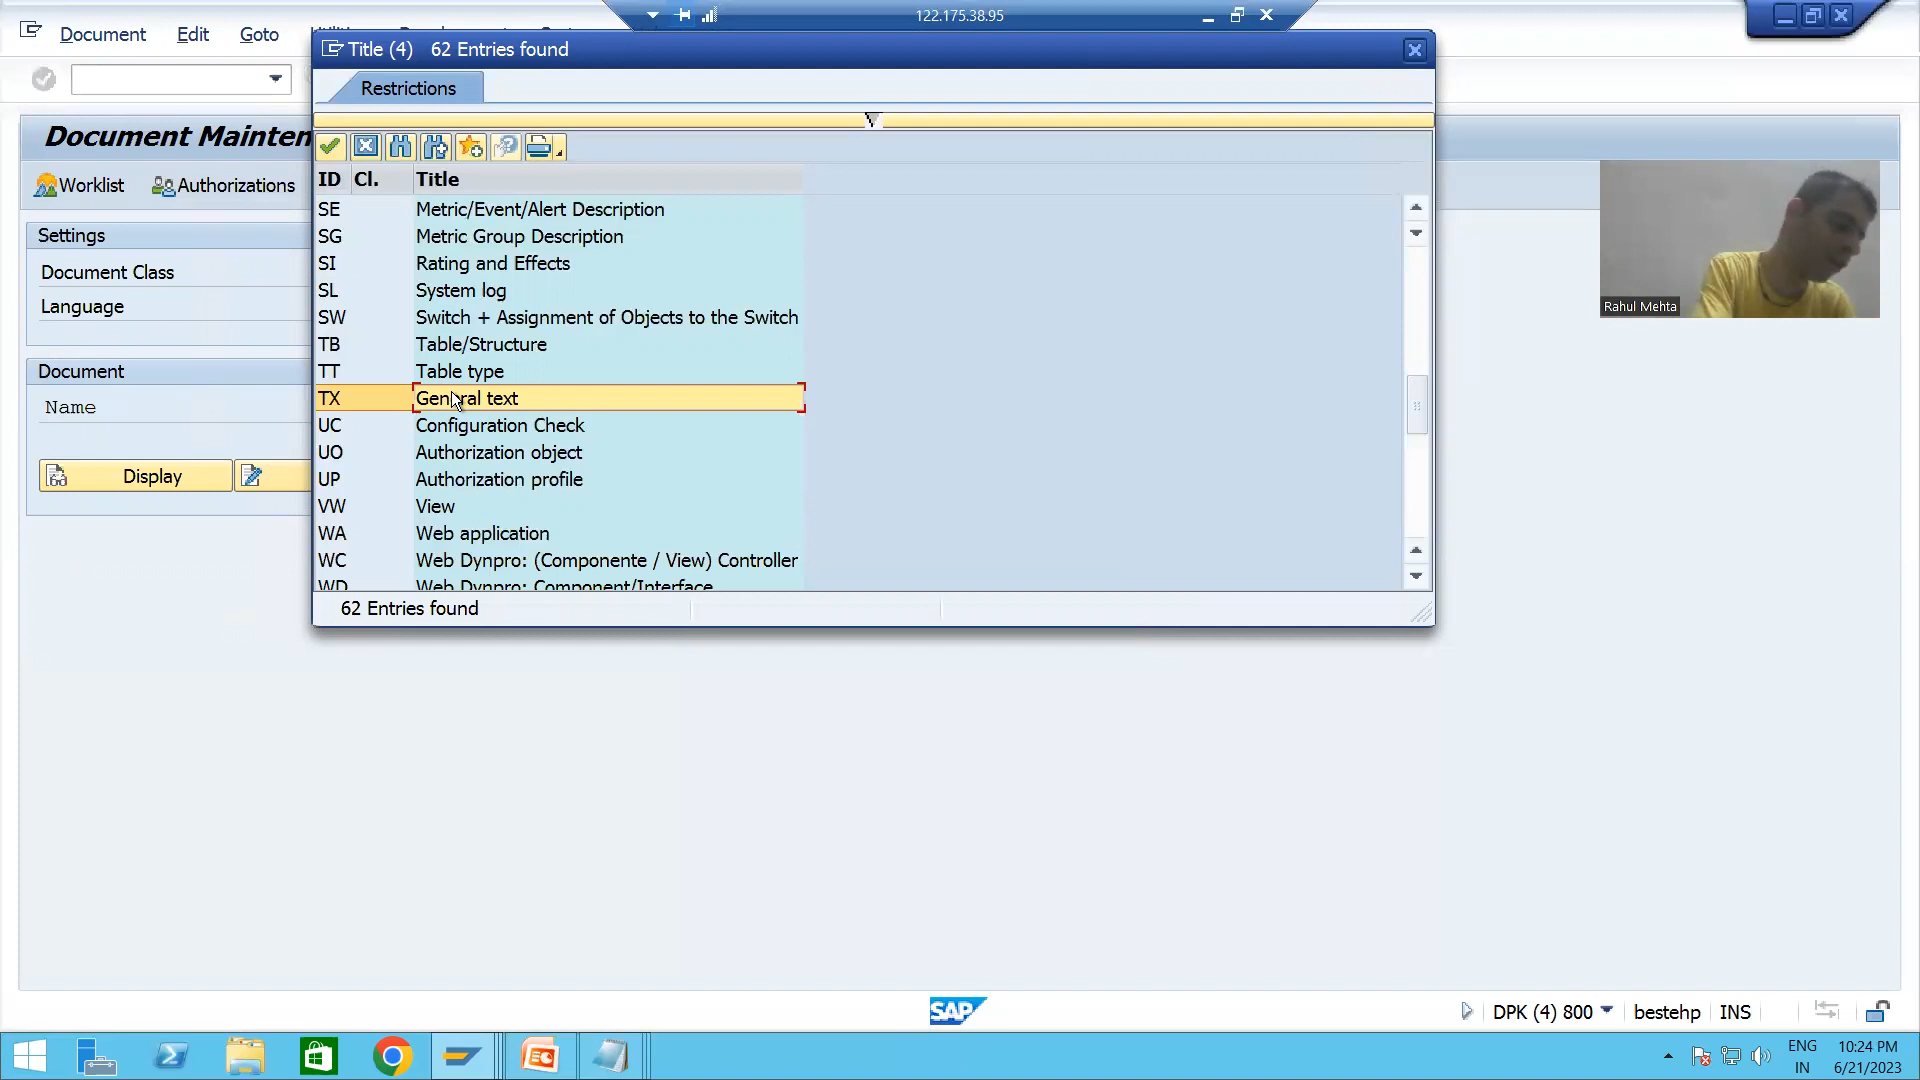 122.175.38.95
Document Edit Goto
Title (4) 62 Entries found
Restrictions
Document Mainten
Worklist Authorizations
ID Cl. Title
Settings
SE Metric/Event/Alert Description
SG Metric Group Description
Document Class
SI Rating and Effects
Language
SL System log
SW Switch + Assignment of Objects to the Switch
Rahul Mehta
TB Table/Structure
Document
TT Table type
TX General text
Name
UC Configuration Check
UO Authorization object
Display
UP Authorization profile
VW View
WA Web application
WC Web Dynpro: (Componente / View) Controller
WD Web Dynpro: Component/Interface
62 Entries found
SAP
DPK (4) 800 bestehp INS
ENG 10:24 PM
IN 6/21/2023